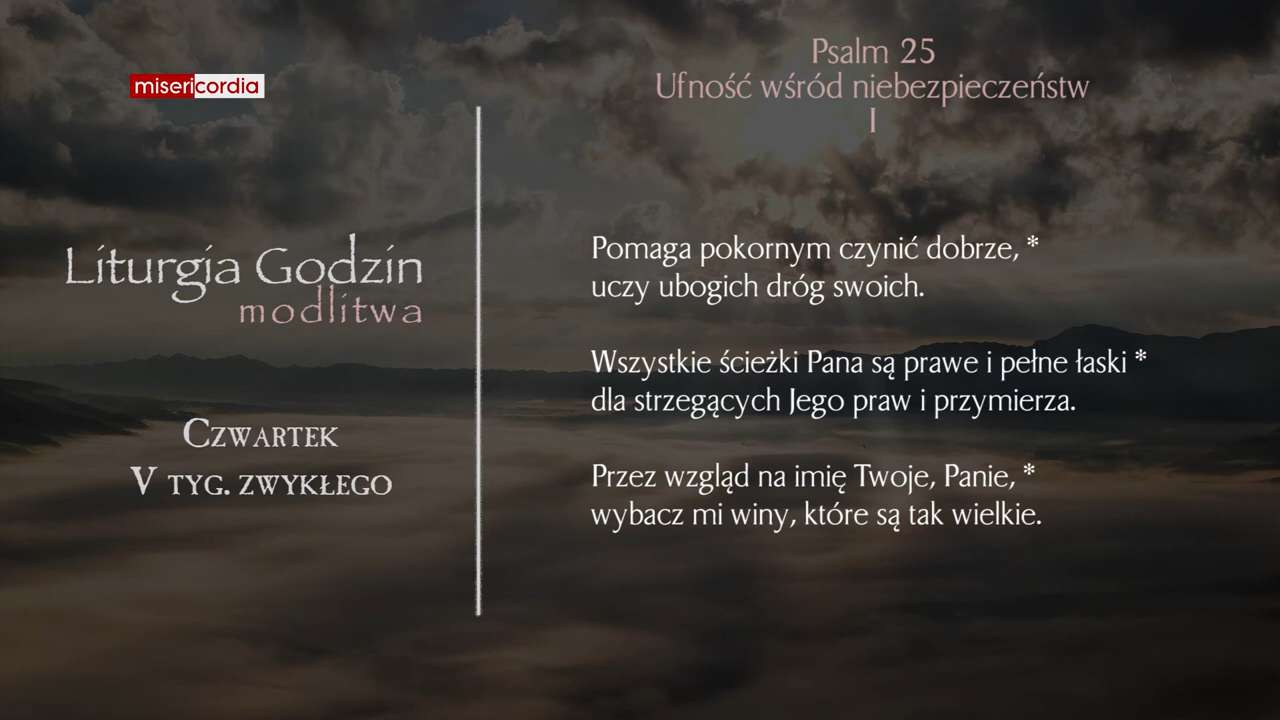 misericordia
Liturgia Godzin
modlitwa
Czwartek
V tyg. zwykłego
Psalm 25
Ufność wśród niebezpieczeństw
I
Pomaga pokornym czynić dobrze, *
uczy ubogich dróg swoich.
Wszystkie ścieżki Pana są prawe i pełne łaski *
dla strzegących Jego praw i przymierza.
Przez wzgląd na imię Twoje, Panie, *
wybacz mi winy, które są tak wielkie.